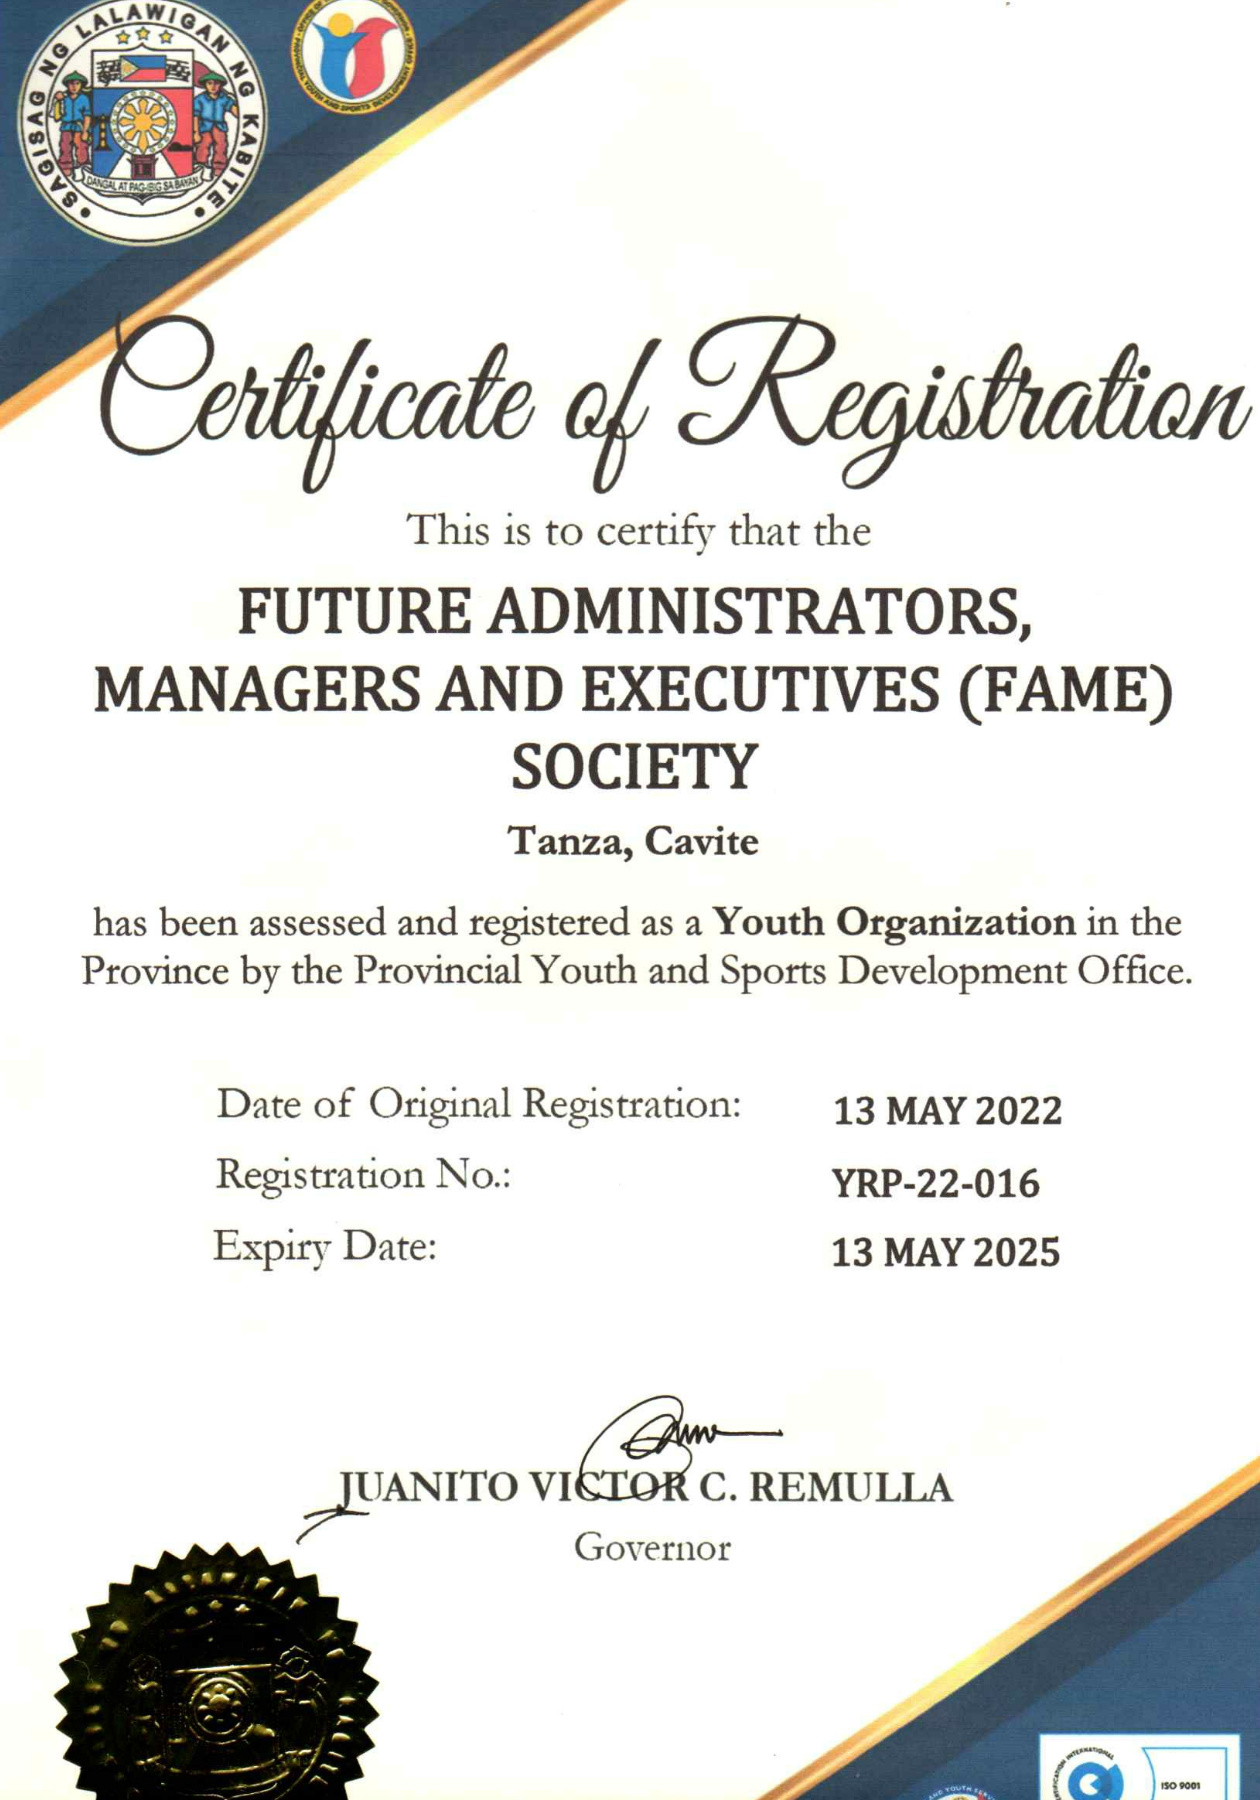 SAGISAG NG LALAWIGAN NG KABITE
DANGAL AT PAG-IBIG SA BAYAN
PROVINCIAL YOUTH AND SPORTS DEVELOPMENT
Certificate of Registration
This is to certify that the
FUTURE ADMINISTRATORS,
MANAGERS AND EXECUTIVES (FAME)
SOCIETY
Tanza, Cavite
has been assessed and registered as a Youth Organization in the
Province by the Provincial Youth and Sports Development Office.
Date of Original Registration: 13 MAY 2022
Registration No.: YRP-22-016
Expiry Date: 13 MAY 2025
JUANITO VICTOR C. REMULLA
Governor
AND YOUTH
INTERNATIONAL
ISO 9001